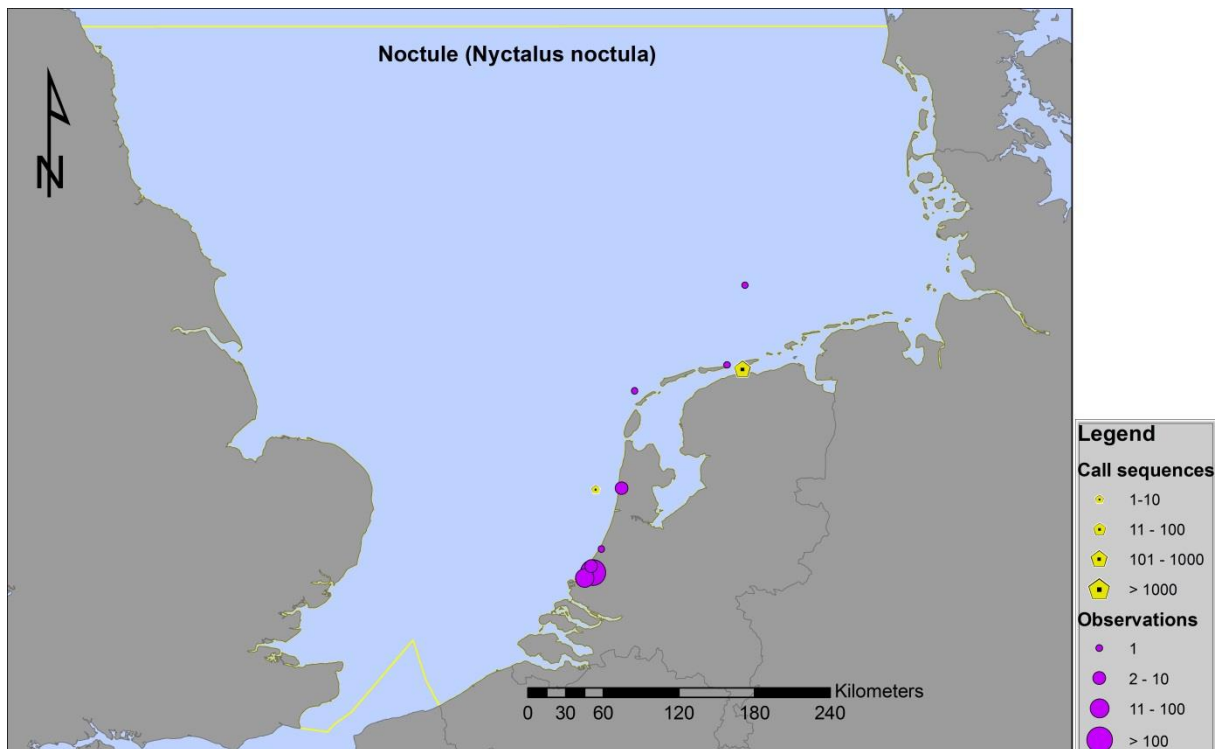 Noctule (Nyctalus noctula)
N
Kilometers
0 30 60 120 180 240
Legend
Call sequences
1-10
11 - 100
101 - 1000
> 1000
Observations
1
2 - 10
11 - 100
> 100